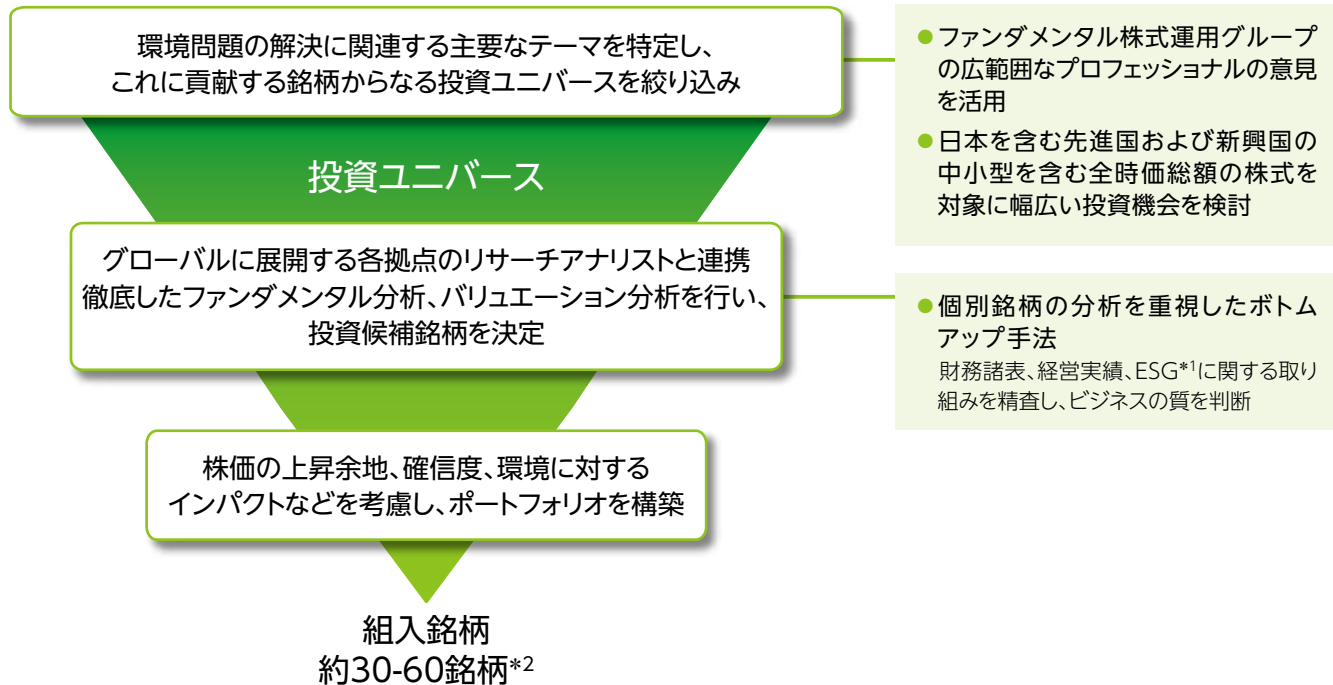 環境問題の解決に関連する主要なテーマを特定し、
これに貢献する銘柄からなる投資ユニバースを絞り込み
●ファンダメンタル株式運用グループ
の広範囲なプロフェッショナルの意見
を活用
●日本を含む先進国および新興国の
中小型を含む全時価総額の株式を
対象に幅広い投資機会を検討
投資ユニバース
グローバルに展開する各拠点のリサーチアナリストと連携
徹底したファンダメンタル分析、バリュエーション分析を行い、
投資候補銘柄を決定
●個別銘柄の分析を重視したボトム
アップ手法
財務諸表、経営実績、ESG*1に関する取り
組みを精査し、ビジネスの質を判断
株価の上昇余地、確信度、環境に対する
インパクトなどを考慮し、ポートフォリオを構築
組入銘柄
約30-60銘柄*2